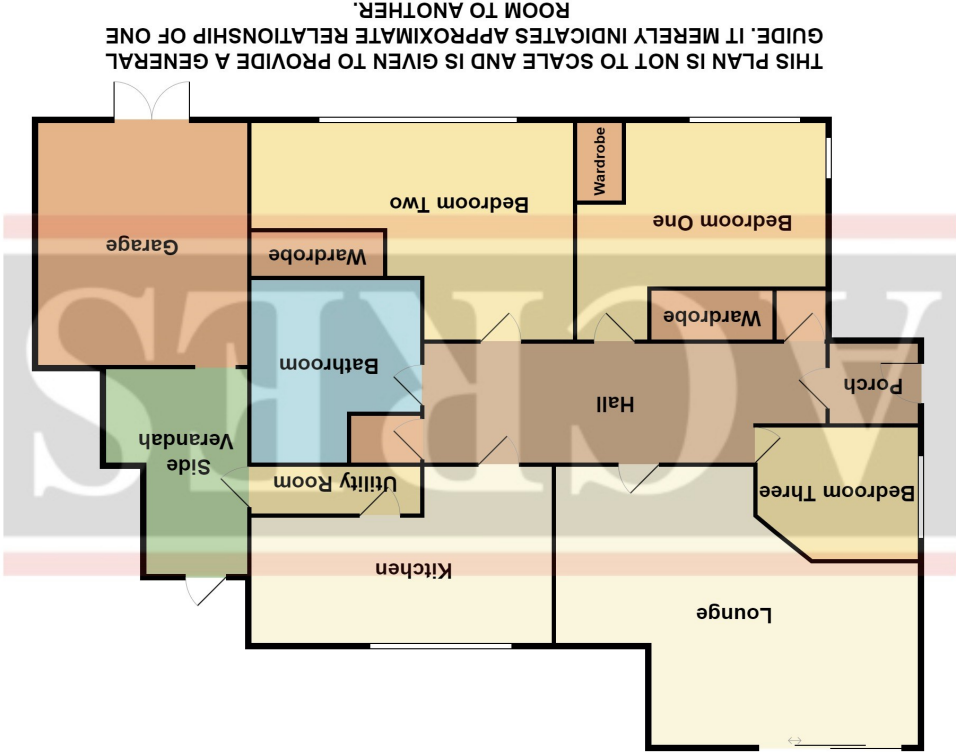 Lounge
Kitchen
Bedroom Three
Utility Room
Side
Verandah
Hall
Porch
Bathroom
Wardrobe
Wardrobe
Garage
Bedroom One
Bedroom Two
Wardrobe
ACRES
THIS PLAN IS NOT TO SCALE AND IS GIVEN TO PROVIDE A GENERAL
GUIDE. IT MERELY INDICATES APPROXIMATE RELATIONSHIP OF ONE
ROOM TO ANOTHER.